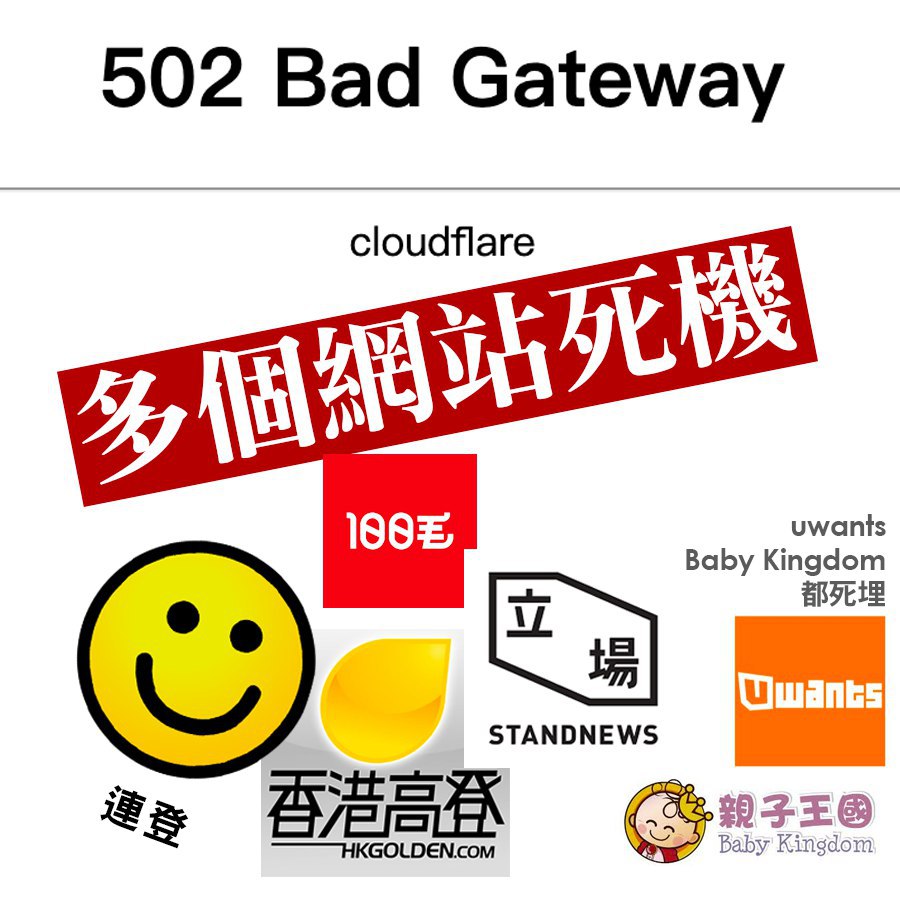 502 Bad Gateway
cloudflare
多個網站死機
100毛
uwants
Baby Kingdom
都死埋
立場
STANDNEWS
uwants
連登
香港高登
HKGOLDEN.COM
親子王國
Baby Kingdom